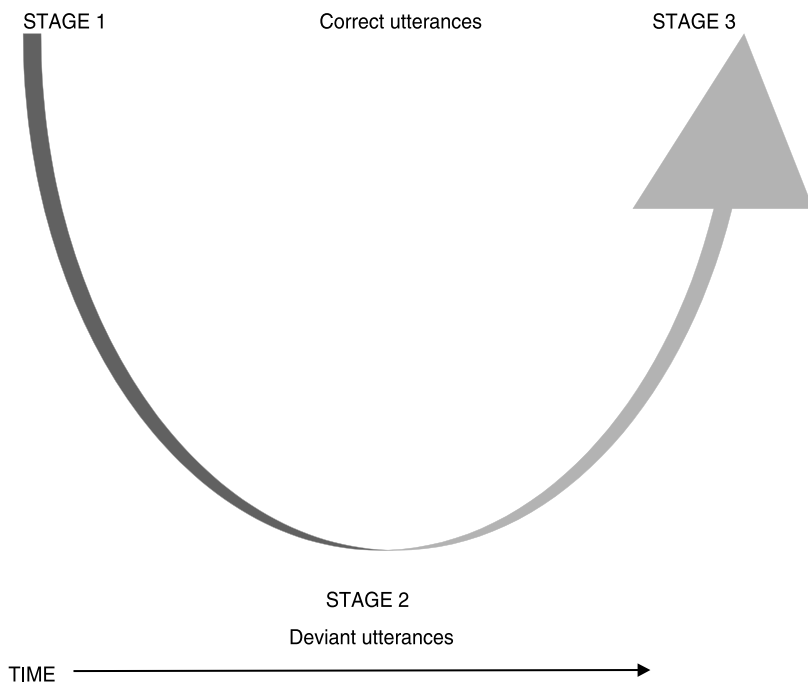 STAGE 1
Correct utterances
STAGE 3
STAGE 2
Deviant utterances
TIME